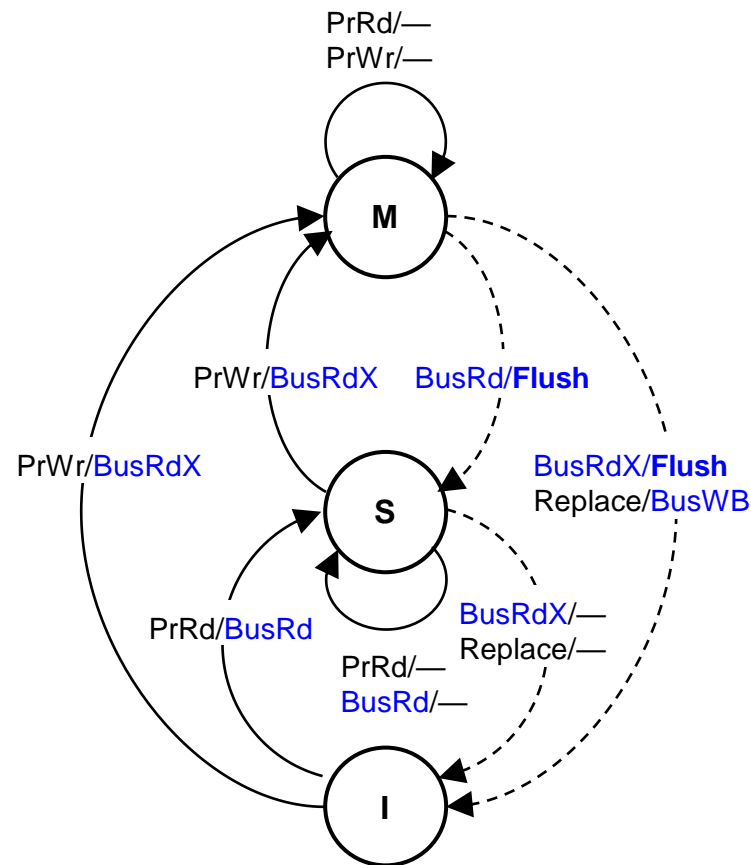 PrRd/—
PrWr/—
M
PrWr/BusRdX
BusRd/Flush
PrWr/BusRdX
BusRdX/Flush
Replace/BusWB
S
PrRd/BusRd
BusRdX/—
Replace/—
PrRd/—
BusRd/—
I